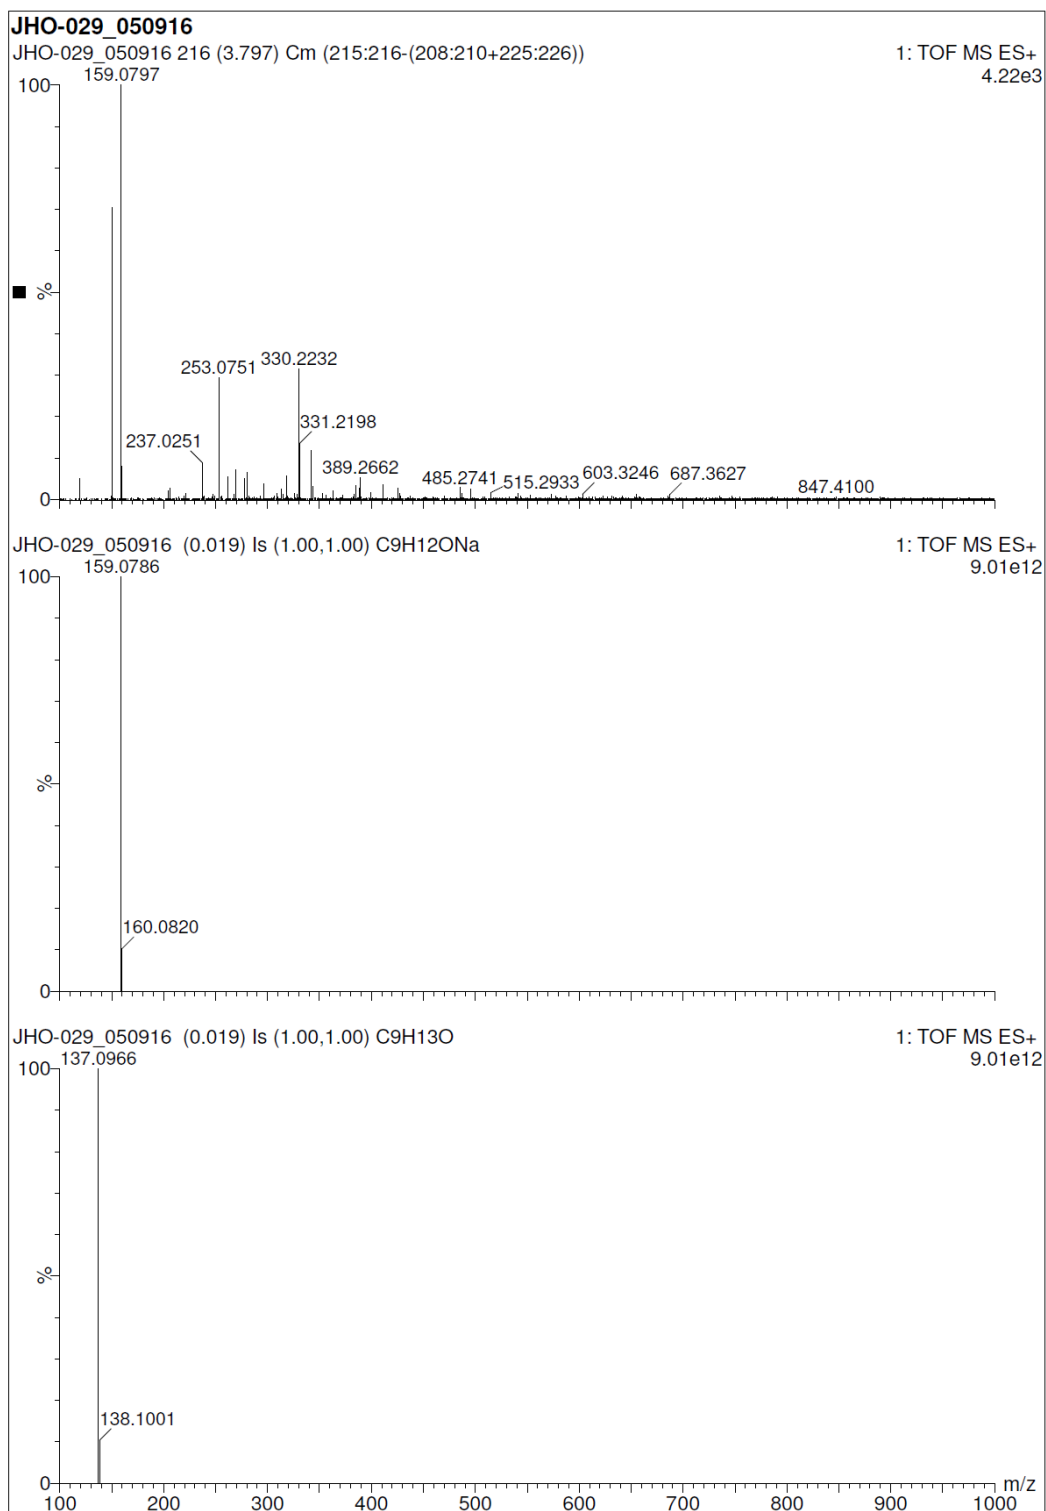 JHO-029_050916
JHO-029_050916 216 (3.797) Cm (215:216-(208:210+225:226))
1: TOF MS ES+
4.22e3
100
159.0797
%
253.0751
330.2232
237.0251
331.2198
389.2662
485.2741
515.2933
603.3246
687.3627
847.4100
0
JHO-029_050916 (0.019) Is (1.00,1.00) C9H12ONa
1: TOF MS ES+
9.01e12
100
159.0786
%
160.0820
0
JHO-029_050916 (0.019) Is (1.00,1.00) C9H13O
1: TOF MS ES+
9.01e12
100
137.0966
%
138.1001
0
m/z
100 200 300 400 500 600 700 800 900 1000